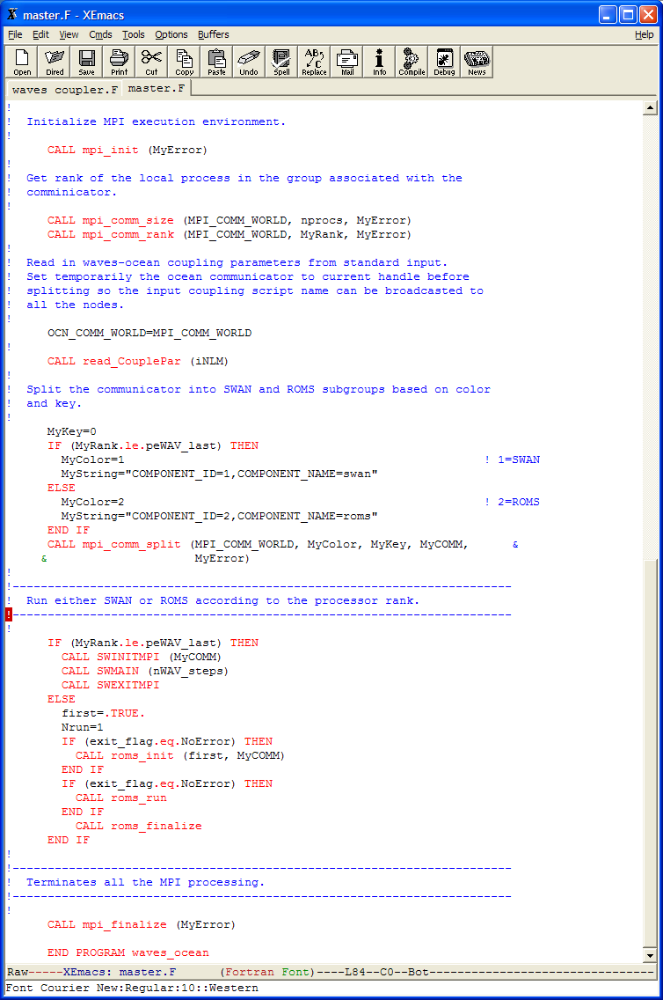 master.F - XEmacs
File Edit View Cmds Tools Options Buffers Help
Open Dired Save Print Cut Copy Paste Undo Spell Replace Mail Info Compile Debug News
waves coupler.F master.F
!
!  Initialize MPI execution environment.
!
      CALL mpi_init (MyError)
!
!  Get rank of the local process in the group associated with the
!  comminicator.
!
      CALL mpi_comm_size (MPI_COMM_WORLD, nprocs, MyError)
      CALL mpi_comm_rank (MPI_COMM_WORLD, MyRank, MyError)
!
!  Read in waves-ocean coupling parameters from standard input.
!  Set temporarily the ocean communicator to current handle before
!  splitting so the input coupling script name can be broadcasted to
!  all the nodes.
!
      OCN_COMM_WORLD=MPI_COMM_WORLD
!
      CALL read_CouplePar (iNLM)
!
!  Split the communicator into SWAN and ROMS subgroups based on color
!  and key.
!
      MyKey=0
      IF (MyRank.le.peWAV_last) THEN
        MyColor=1                                                    ! 1=SWAN
        MyString="COMPONENT_ID=1,COMPONENT_NAME=swan"
      ELSE
        MyColor=2                                                    ! 2=ROMS
        MyString="COMPONENT_ID=2,COMPONENT_NAME=roms"
      END IF
      CALL mpi_comm_split (MPI_COMM_WORLD, MyColor, MyKey, MyCOMM,       &
     &                     MyError)
!
!-----------------------------------------------------------------------
!  Run either SWAN or ROMS according to the processor rank.
!-----------------------------------------------------------------------
!
      IF (MyRank.le.peWAV_last) THEN
        CALL SWINITMPI (MyCOMM)
        CALL SWMAIN (nWAV_steps)
        CALL SWEXITMPI
      ELSE
        first=.TRUE.
        Nrun=1
        IF (exit_flag.eq.NoError) THEN
          CALL roms_init (first, MyCOMM)
        END IF
        IF (exit_flag.eq.NoError) THEN
          CALL roms_run
        END IF
          CALL roms_finalize
      END IF
!
!-----------------------------------------------------------------------
!  Terminates all the MPI processing.
!-----------------------------------------------------------------------
!
      CALL mpi_finalize (MyError)
      END PROGRAM waves_ocean
Raw-----XEmacs: master.F      (Fortran Font)----L84--C0--Bot--------------------------------
Font Courier New:Regular:10::Western